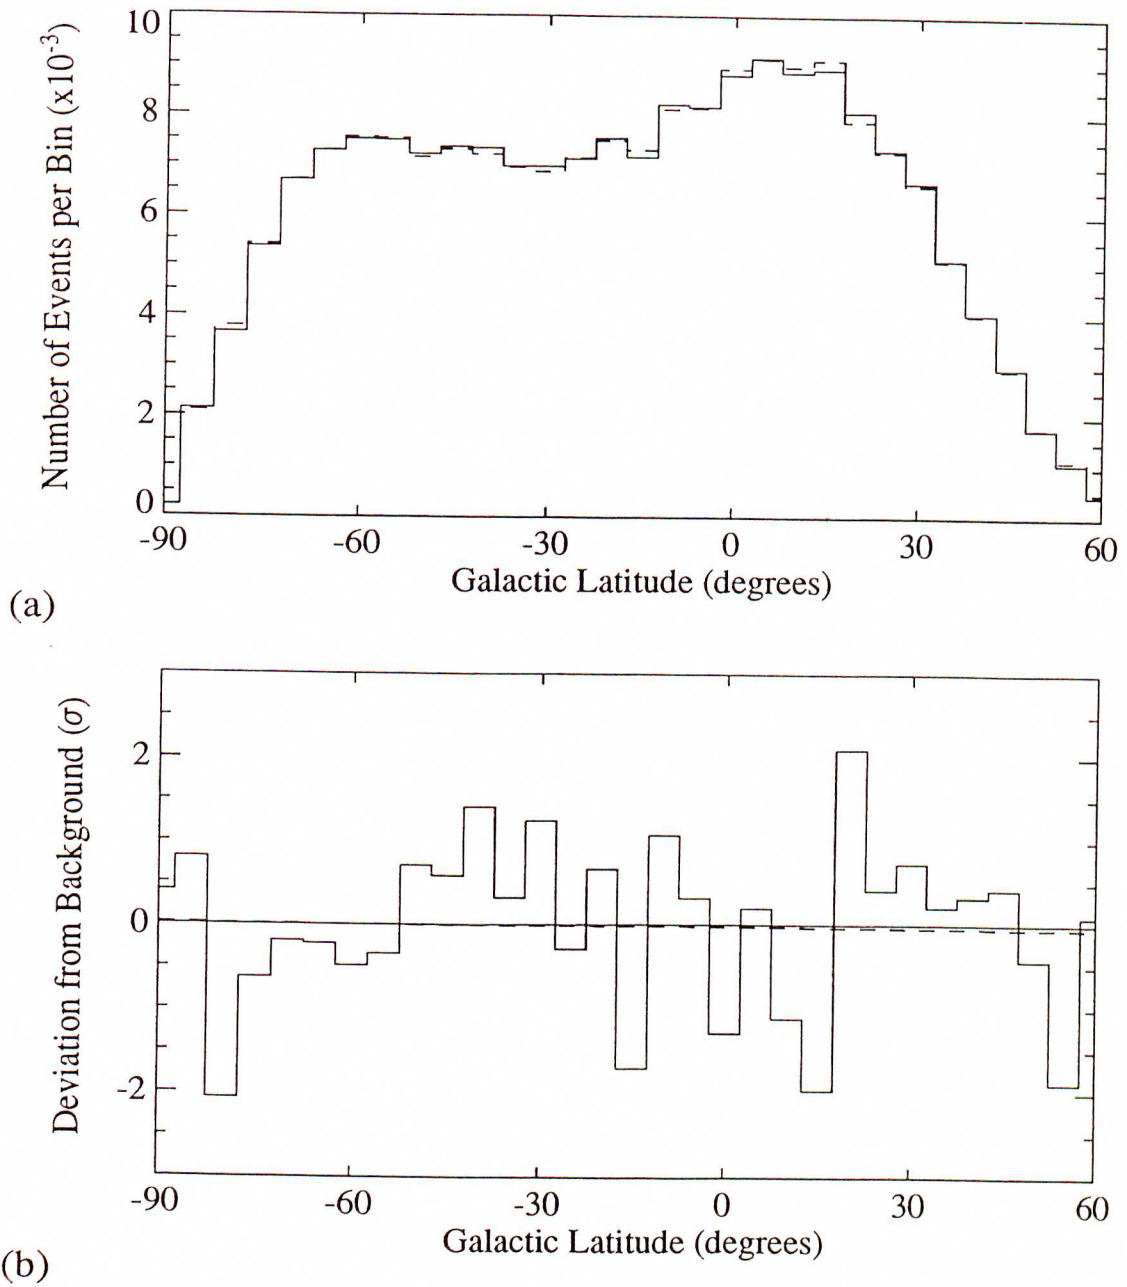 Number of Events per Bin (x10-3)
10
8
6
4
2
0
-90 -60 -30 0 30 60
Galactic Latitude (degrees)
(a)
Deviation from Background (σ)
2
0
-2
-90 -60 -30 0 30 60
Galactic Latitude (degrees)
(b)